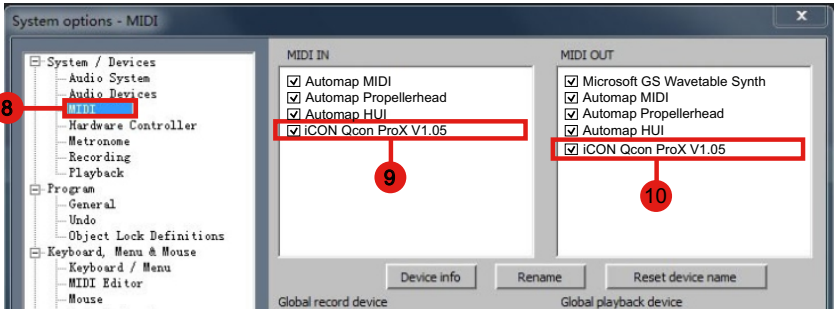 System options - MIDI
x
System / Devices
Audio System
Audio Devices
MIDI
Hardware Controller
Metronome
Recording
Playback
Program
General
Undo
Object Lock Definitions
Keyboard, Menu & Mouse
Keyboard / Menu
MIDI Editor
Mouse
8
MIDI IN
Automap MIDI
Automap Propellerhead
Automap HUI
iCON Qcon ProX V1.05
9
MIDI OUT
Microsoft GS Wavetable Synth
Automap MIDI
Automap Propellerhead
Automap HUI
iCON Qcon ProX V1.05
10
Device info
Rename
Reset device name
Global record device
Global playback device